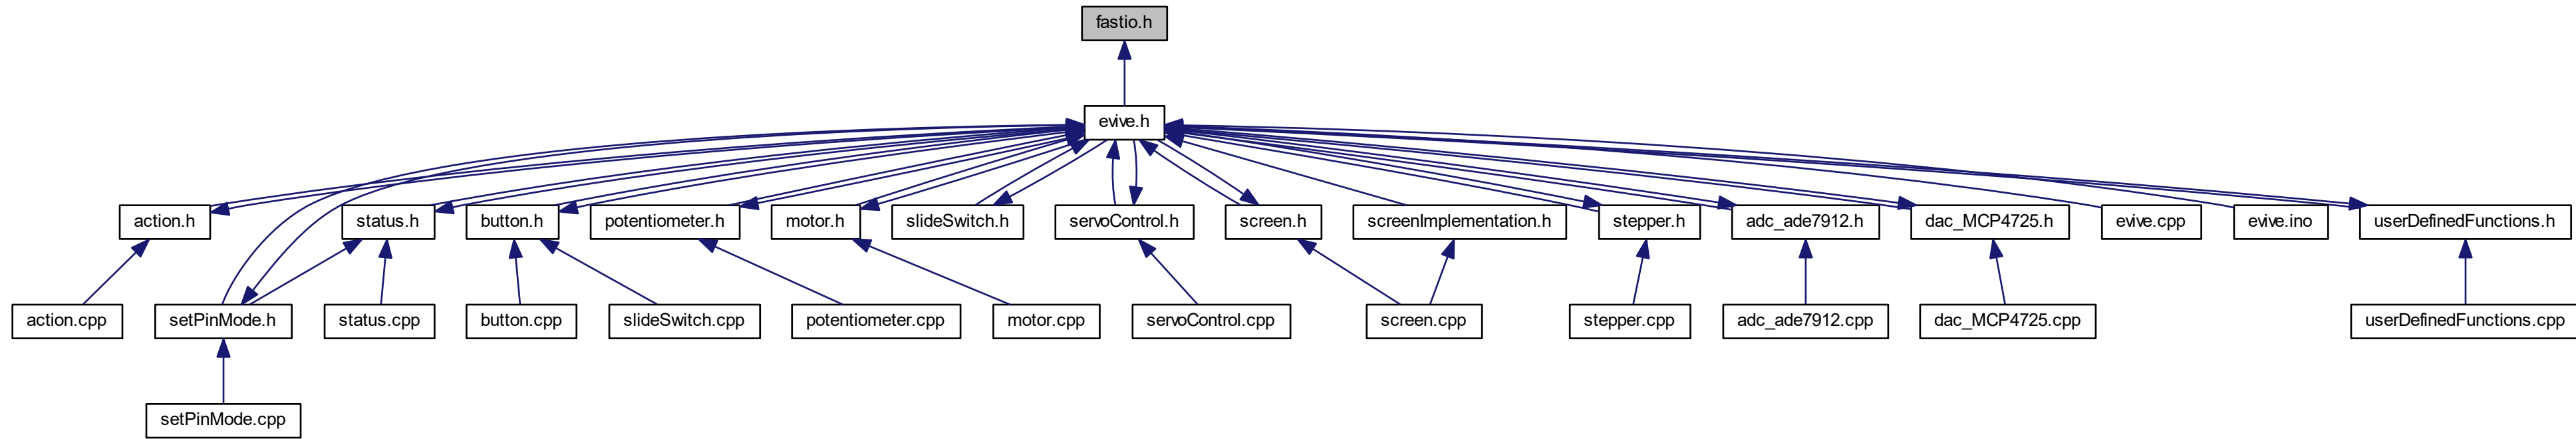 fastio.h
evive.h
action.h
status.h
button.h
potentiometer.h
motor.h
slideSwitch.h
servoControl.h
screen.h
screenImplementation.h
stepper.h
adc_ade7912.h
dac_MCP4725.h
evive.cpp
evive.ino
userDefinedFunctions.h
action.cpp
setPinMode.h
status.cpp
button.cpp
slideSwitch.cpp
potentiometer.cpp
motor.cpp
servoControl.cpp
screen.cpp
stepper.cpp
adc_ade7912.cpp
dac_MCP4725.cpp
userDefinedFunctions.cpp
setPinMode.cpp